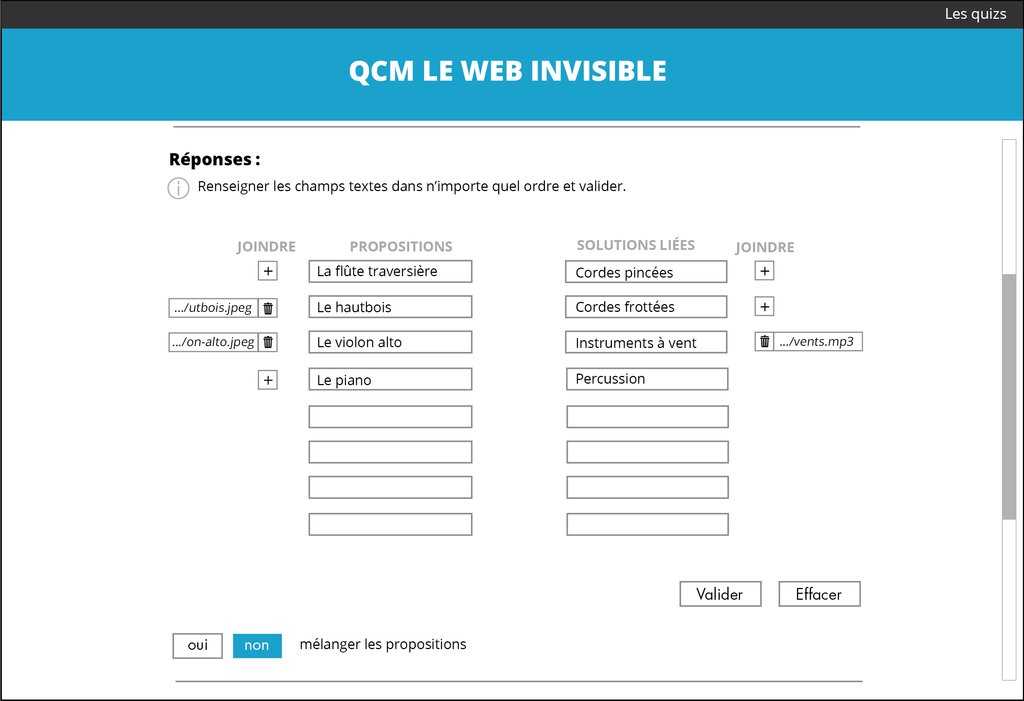 Les quizs
QCM LE WEB INVISIBLE
Réponses :
i Renseigner les champs textes dans n’importe quel ordre et valider.
JOINDRE PROPOSITIONS SOLUTIONS LIÉES JOINDRE
+ La flûte traversière Cordes pincées +
.../utbois.jpeg Le hautbois Cordes frottées +
.../on-alto.jpeg Le violon alto Instruments à vent .../vents.mp3
+ Le piano Percussion
Valider Effacer
oui non mélanger les propositions